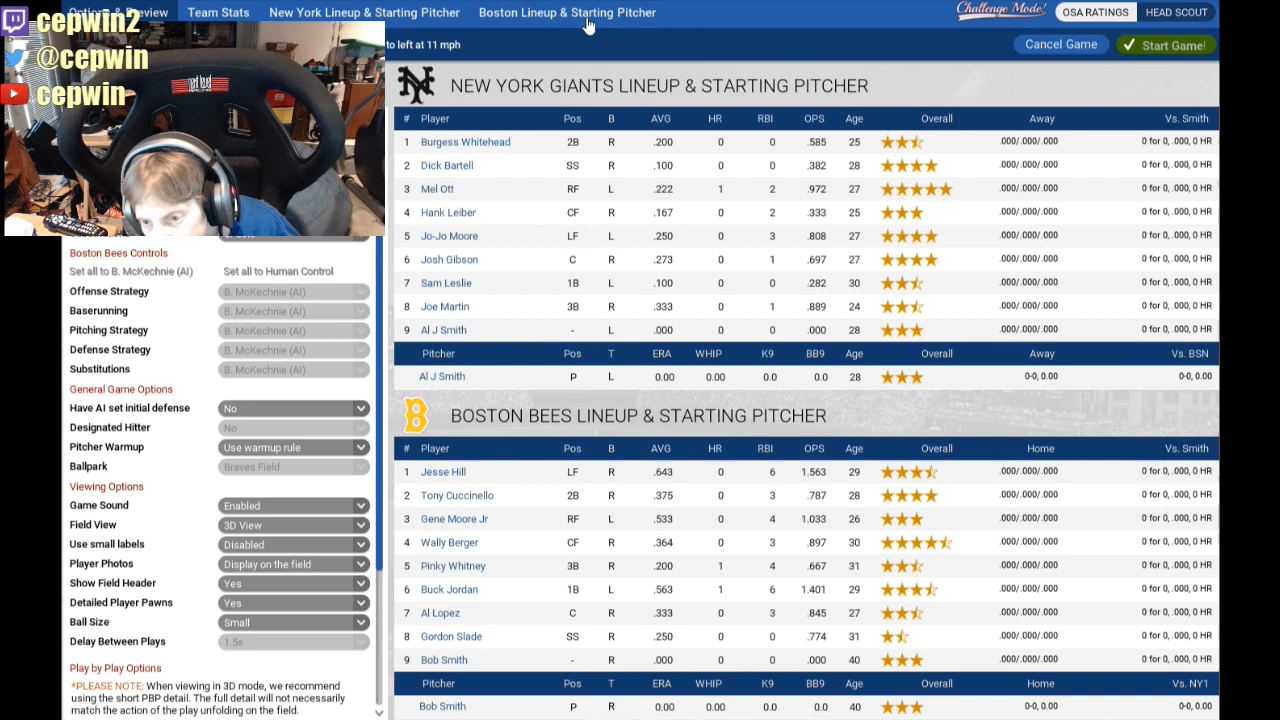 Options & Preview Team Stats New York Lineup & Starting Pitcher Boston Lineup & Starting Pitcher Challenge Mode! OSA RATINGS HEAD SCOUT
cepwin2
@cepwin
cepwin
to left at 11 mph Cancel Game Start Game!
NEW YORK GIANTS LINEUP & STARTING PITCHER
# Player Pos B AVG HR RBI OPS Age Overall Away Vs. Smith
1 Burgess Whitehead 2B R .200 0 0 .585 25 .000/.000/.000 0 for 0, .000, 0 HR
2 Dick Bartell SS R .100 0 0 .382 28 .000/.000/.000 0 for 0, .000, 0 HR
3 Mel Ott RF L .222 1 2 .972 27 .000/.000/.000 0 for 0, .000, 0 HR
4 Hank Leiber CF R .167 0 2 .333 25 .000/.000/.000 0 for 0, .000, 0 HR
5 Jo-Jo Moore LF L .250 0 3 .808 27 .000/.000/.000 0 for 0, .000, 0 HR
6 Josh Gibson C R .273 0 1 .697 27 .000/.000/.000 0 for 0, .000, 0 HR
7 Sam Leslie 1B L .100 0 0 .282 30 .000/.000/.000 0 for 0, .000, 0 HR
8 Joe Martin 3B R .333 0 1 .889 24 .000/.000/.000 0 for 0, .000, 0 HR
9 Al J Smith - R .000 0 0 .000 28 .000/.000/.000 0 for 0, .000, 0 HR
Pitcher Pos T ERA WHIP K9 BB9 Age Overall Away Vs. BSN
Al J Smith P L 0.00 0.00 0.0 0.0 28 0-0, 0.00 0-0, 0.00
BOSTON BEES LINEUP & STARTING PITCHER
# Player Pos B AVG HR RBI OPS Age Overall Home Vs. Smith
1 Jesse Hill LF R .643 0 6 1.563 29 .000/.000/.000 0 for 0, .000, 0 HR
2 Tony Cuccinello 2B R .375 0 3 .787 28 .000/.000/.000 0 for 0, .000, 0 HR
3 Gene Moore Jr RF L .533 0 4 1.033 26 .000/.000/.000 0 for 0, .000, 0 HR
4 Wally Berger CF R .364 0 3 .897 30 .000/.000/.000 0 for 0, .000, 0 HR
5 Pinky Whitney 3B R .200 1 4 .667 31 .000/.000/.000 0 for 0, .000, 0 HR
6 Buck Jordan 1B L .563 1 6 1.401 29 .000/.000/.000 0 for 0, .000, 0 HR
7 Al Lopez C R .333 0 3 .845 27 .000/.000/.000 0 for 0, .000, 0 HR
8 Gordon Slade SS R .250 0 0 .774 31 .000/.000/.000 0 for 0, .000, 0 HR
9 Bob Smith - R .000 0 0 .000 40 .000/.000/.000 0 for 0, .000, 0 HR
Pitcher Pos T ERA WHIP K9 BB9 Age Overall Home Vs. NY1
Bob Smith P R 0.00 0.00 0.0 0.0 40 0-0, 0.00 0-0, 0.00
Boston Bees Controls
Set all to B. McKechnie (AI) Set all to Human Control
Offense Strategy B. McKechnie (AI)
Baserunning B. McKechnie (AI)
Pitching Strategy B. McKechnie (AI)
Defense Strategy B. McKechnie (AI)
Substitutions B. McKechnie (AI)
General Game Options
Have AI set initial defense No
Designated Hitter No
Pitcher Warmup Use warmup rule
Ballpark Braves Field
Viewing Options
Game Sound Enabled
Field View 3D View
Use small labels Disabled
Player Photos Display on the field
Show Field Header Yes
Detailed Player Pawns Yes
Ball Size Small
Delay Between Plays 1.5s
Play by Play Options
*PLEASE NOTE: When viewing in 3D mode, we recommend
using the short PBP detail. The full detail will not necessarily
match the action of the play unfolding on the field.